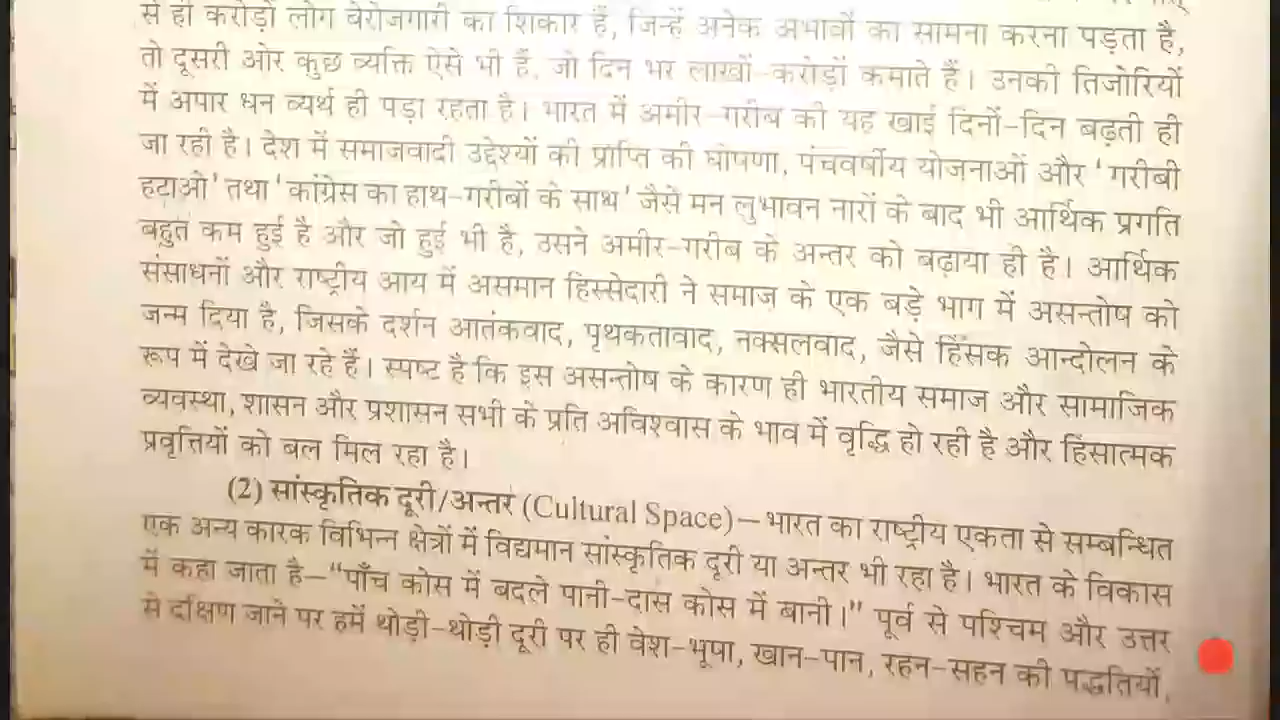 से ही करोड़ों लोग बेरोजगारी का शिकार हैं, जिन्हें अनेक अभावों का सामना करना पड़ता है,
तो दूसरी ओर कुछ व्यक्ति ऐसे भी हैं, जो दिन भर लाखों-करोड़ों कमाते हैं। उनकी तिजोरियों
में अपार धन व्यर्थ ही पड़ा रहता है। भारत में अमीर-गरीब की यह खाई दिनों-दिन बढ़ती ही
जा रही है। देश में समाजवादी उद्देश्यों की प्राप्ति की घोषणा, पंचवर्षीय योजनाओं और 'गरीबी
हटाओ' तथा 'कांग्रेस का हाथ-गरीबों के साथ' जैसे मन लुभावन नारों के बाद भी आर्थिक प्रगति
बहुत कम हुई है और जो हुई भी है, उसने अमीर-गरीब के अन्तर को बढ़ाया ही है। आर्थिक
संसाधनों और राष्ट्रीय आय में असमान हिस्सेदारी ने समाज के एक बड़े भाग में असन्तोष को
जन्म दिया है, जिसके दर्शन आतंकवाद, पृथकतावाद, नक्सलवाद, जैसे हिंसक आन्दोलन के
रूप में देखे जा रहे हैं। स्पष्ट है कि इस असन्तोष के कारण ही भारतीय समाज और सामाजिक
व्यवस्था, शासन और प्रशासन सभी के प्रति अविश्वास के भाव में वृद्धि हो रही है और हिंसात्मक
प्रवृत्तियों को बल मिल रहा है।
(2) सांस्कृतिक दूरी/अन्तर (Cultural Space)—भारत का राष्ट्रीय एकता से सम्बन्धित
एक अन्य कारक विभिन्न क्षेत्रों में विद्यमान सांस्कृतिक दूरी या अन्तर भी रहा है। भारत के विकास
में कहा जाता है—"पाँच कोस में बदले पानी-दास कोस में बानी।" पूर्व से पश्चिम और उत्तर
से दक्षिण जाने पर हमें थोड़ी-थोड़ी दूरी पर ही वेश-भूषा, खान-पान, रहन-सहन की पद्धतियों,